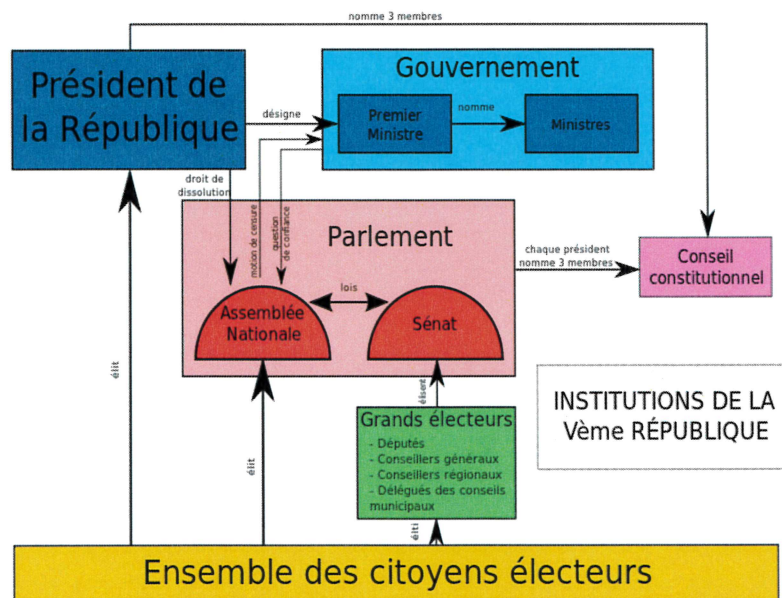 nomme 3 membres
Président de
la République
Gouvernement
désigne
Premier
Ministre
nomme
Ministres
droit de
dissolution
motion de censure
question
de confiance
Parlement
chaque président
nomme 3 membres
Conseil
constitutionnel
lois
Assemblée
Nationale
Sénat
élit
élit
élisent
INSTITUTIONS DE LA
Vème RÉPUBLIQUE
Grands électeurs
- Députés
- Conseillers généraux
- Conseillers régionaux
- Délégués des conseils
municipaux
élti
Ensemble des citoyens électeurs